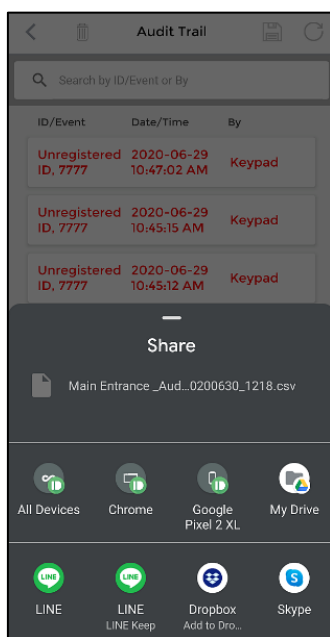 Audit Trail
Search by ID/Event or By
ID/Event Date/Time By
Unregistered 2020-06-29 Keypad
ID, 7777 10:47:02 AM
Unregistered 2020-06-29 Keypad
ID, 7777 10:45:15 AM
Unregistered 2020-06-29 Keypad
ID, 7777 10:45:12 AM
Share
Main Entrance _Aud...0200630_1218.csv
All Devices Chrome Google My Drive
Pixel 2 XL
LINE LINE
LINE LINE Dropbox Skype
LINE Keep Add to Dro...